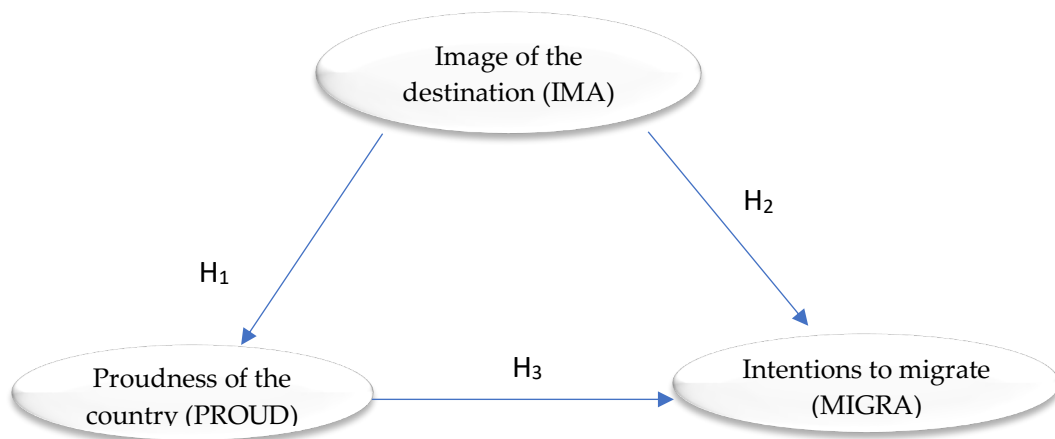 Image of the
destination (IMA)
H₂
H₁
H₃
Proudness of the
country (PROUD)
Intentions to migrate
(MIGRA)